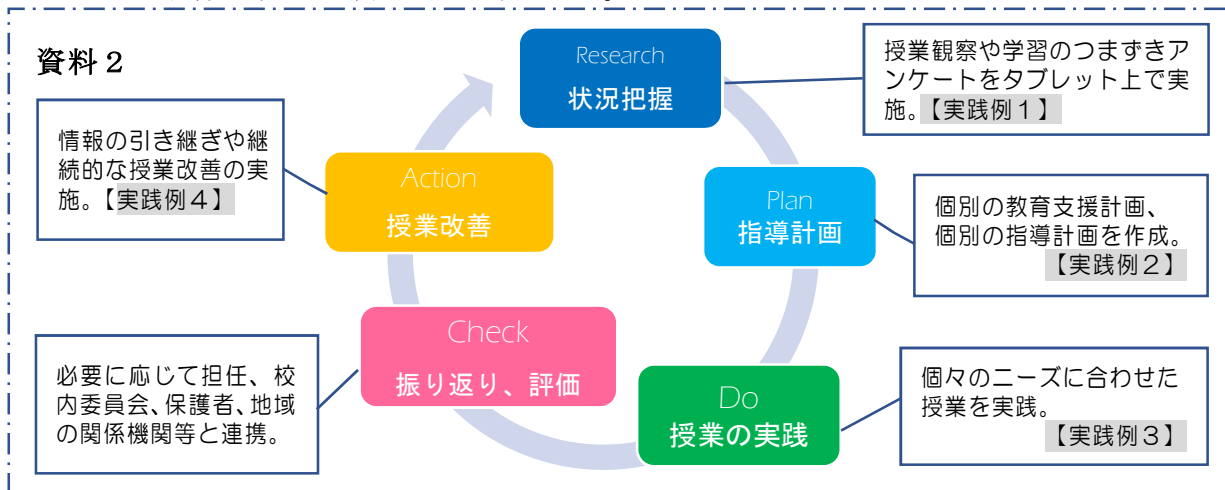 資料２
Research
状況把握
授業観察や学習のつまずきア
ンケートをタブレット上で実
施。【実践例１】
Plan
指導計画
個別の教育支援計画、
個別の指導計画を作成。
【実践例２】
Do
授業の実践
個々のニーズに合わせた
授業を実践。
【実践例３】
Check
振り返り、評価
必要に応じて担任、校
内委員会、保護者、地域
の関係機関等と連携。
Action
授業改善
情報の引き継ぎや継
続的な授業改善の実
施。【実践例４】